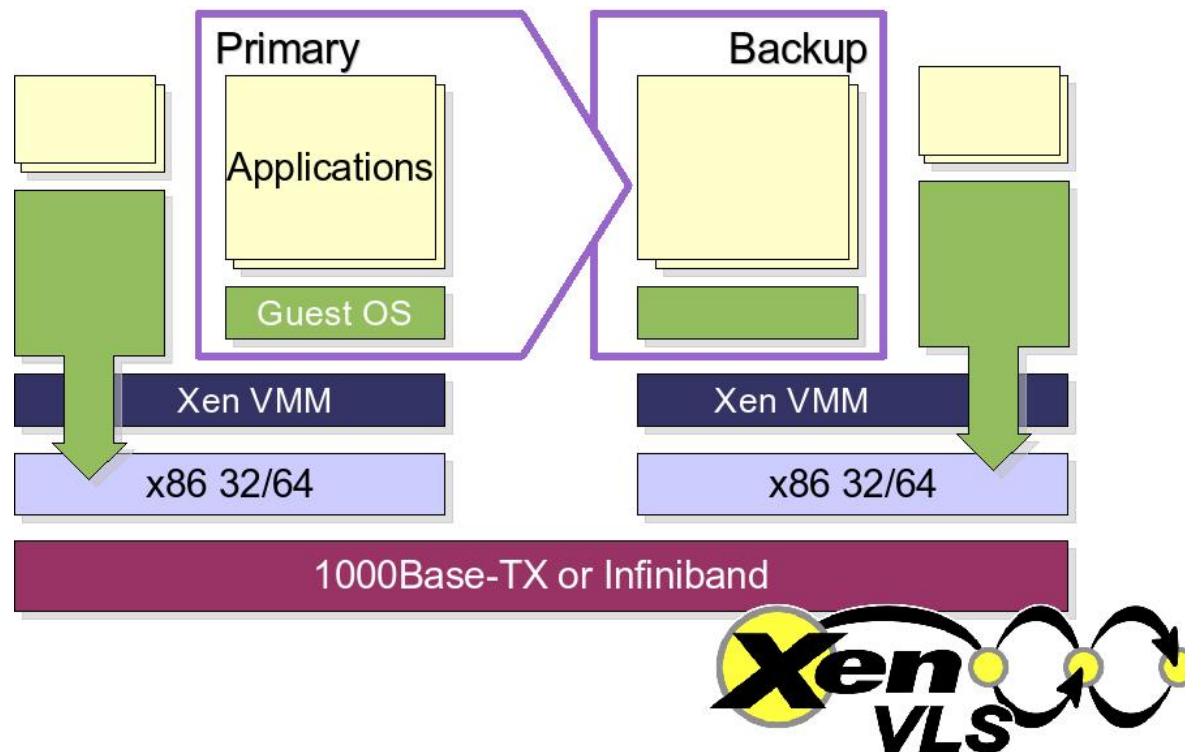 Primary
Backup
Applications
Guest OS
Xen VMM
Xen VMM
x86 32/64
x86 32/64
1000Base-TX or Infiniband
Xen
VLS